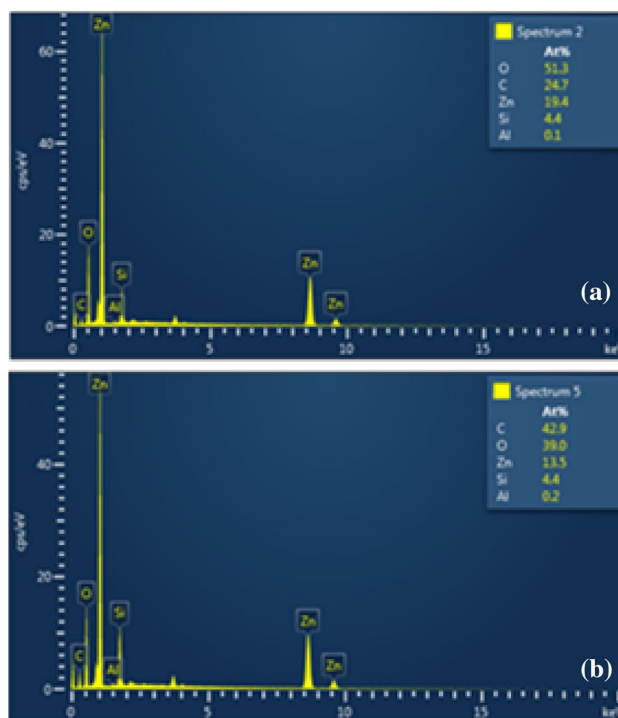 Zn
Spectrum 2
At%
O 51.3
C 24.7
Zn 19.4
Si 4.4
Al 0.1
60
40
cps/eV
20
O
Si
Zn
Zn
C
Al
(a)
0
0 5 10 15 keV
Zn
Spectrum 5
At%
C 42.9
O 39.0
Zn 13.5
Si 4.4
Al 0.2
40
cps/eV
20
O
Si
Zn
C
Al
Zn
(b)
0
0 5 10 15